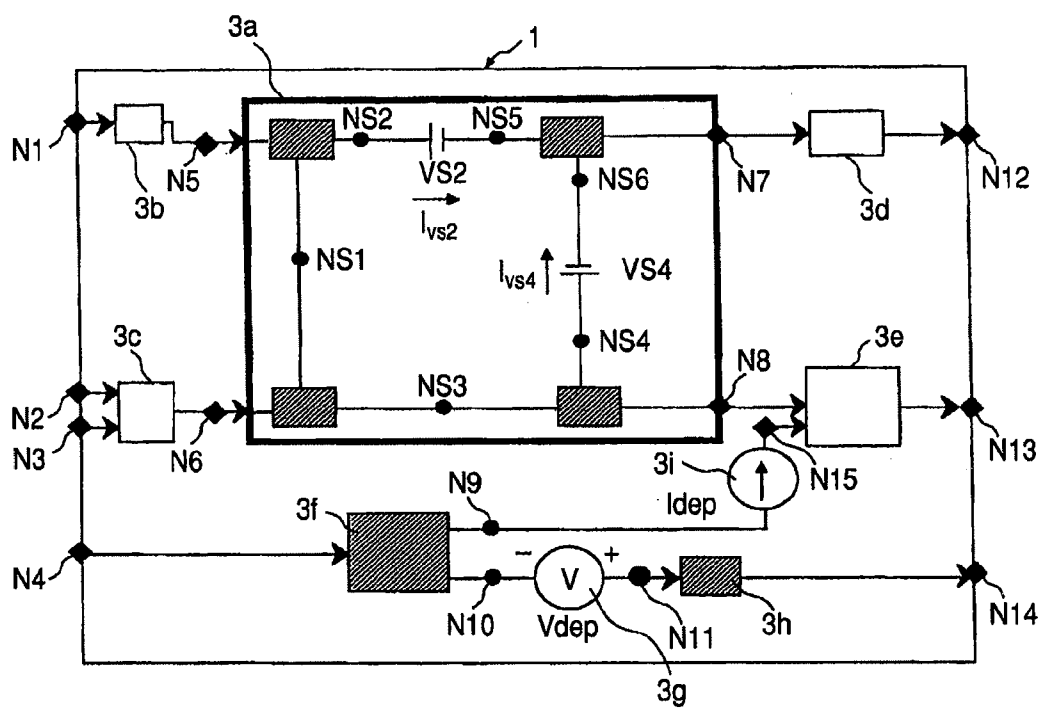 3a
1
N1
3b
N5
NS2
NS5
VS2
Ivs2
NS6
N7
3d
N12
NS1
Ivs4
VS4
3c
NS4
N8
3e
N2
N3
N6
NS3
N13
N15
3i
Idep
N9
3f
N4
−
+
V
N10
Vdep
N11
3h
N14
3g